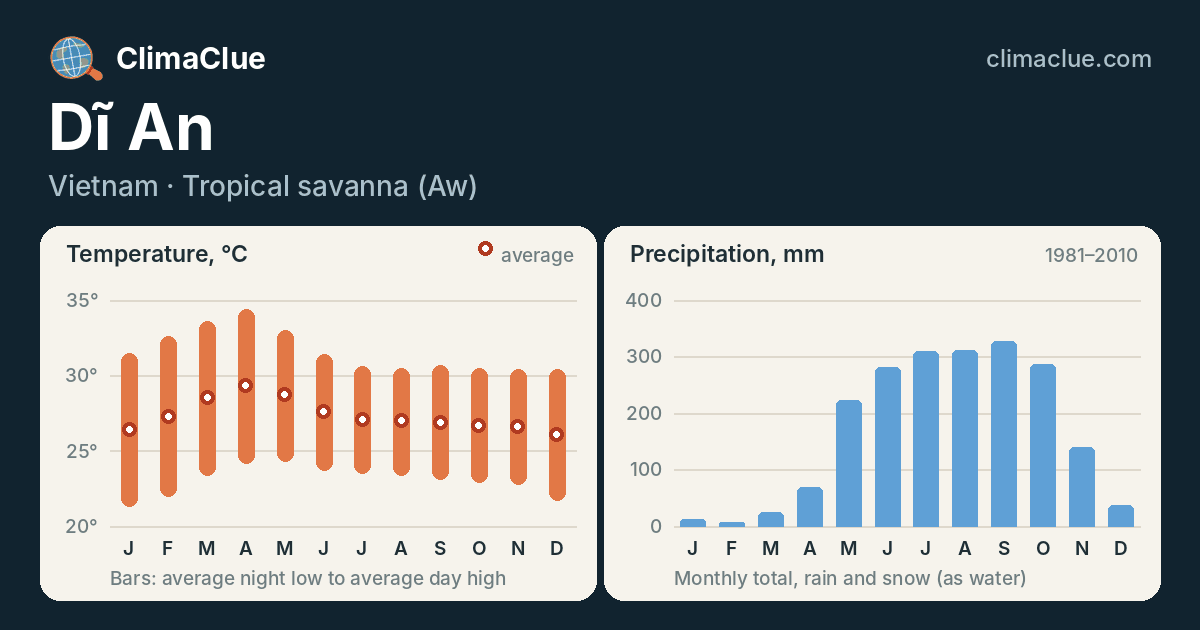 ClimaClue
climaclue.com
Dĩ An
Vietnam · Tropical savanna (Aw)
Temperature, °C
average
35°
30°
25°
20°
J F M A M J J A S O N D
Bars: average night low to average day high
Precipitation, mm
1981–2010
400
300
200
100
0
J F M A M J J A S O N D
Monthly total, rain and snow (as water)